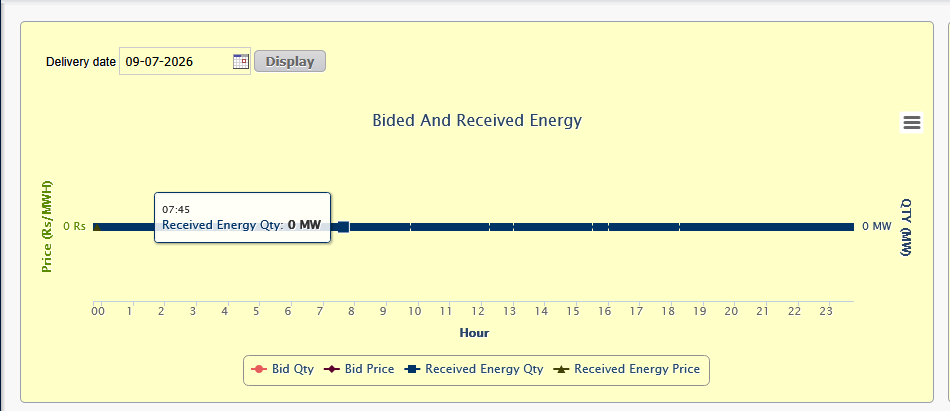 Delivery date 09-07-2026 Display
Bided And Received Energy
Price (Rs/MWH)
0 Rs
07:45
Received Energy Qty: 0 MW
0 MW
QTY (MW)
00 1 2 3 4 5 6 7 8 9 10 11 12 13 14 15 16 17 18 19 20 21 22 23
Hour
Bid Qty Bid Price Received Energy Qty Received Energy Price